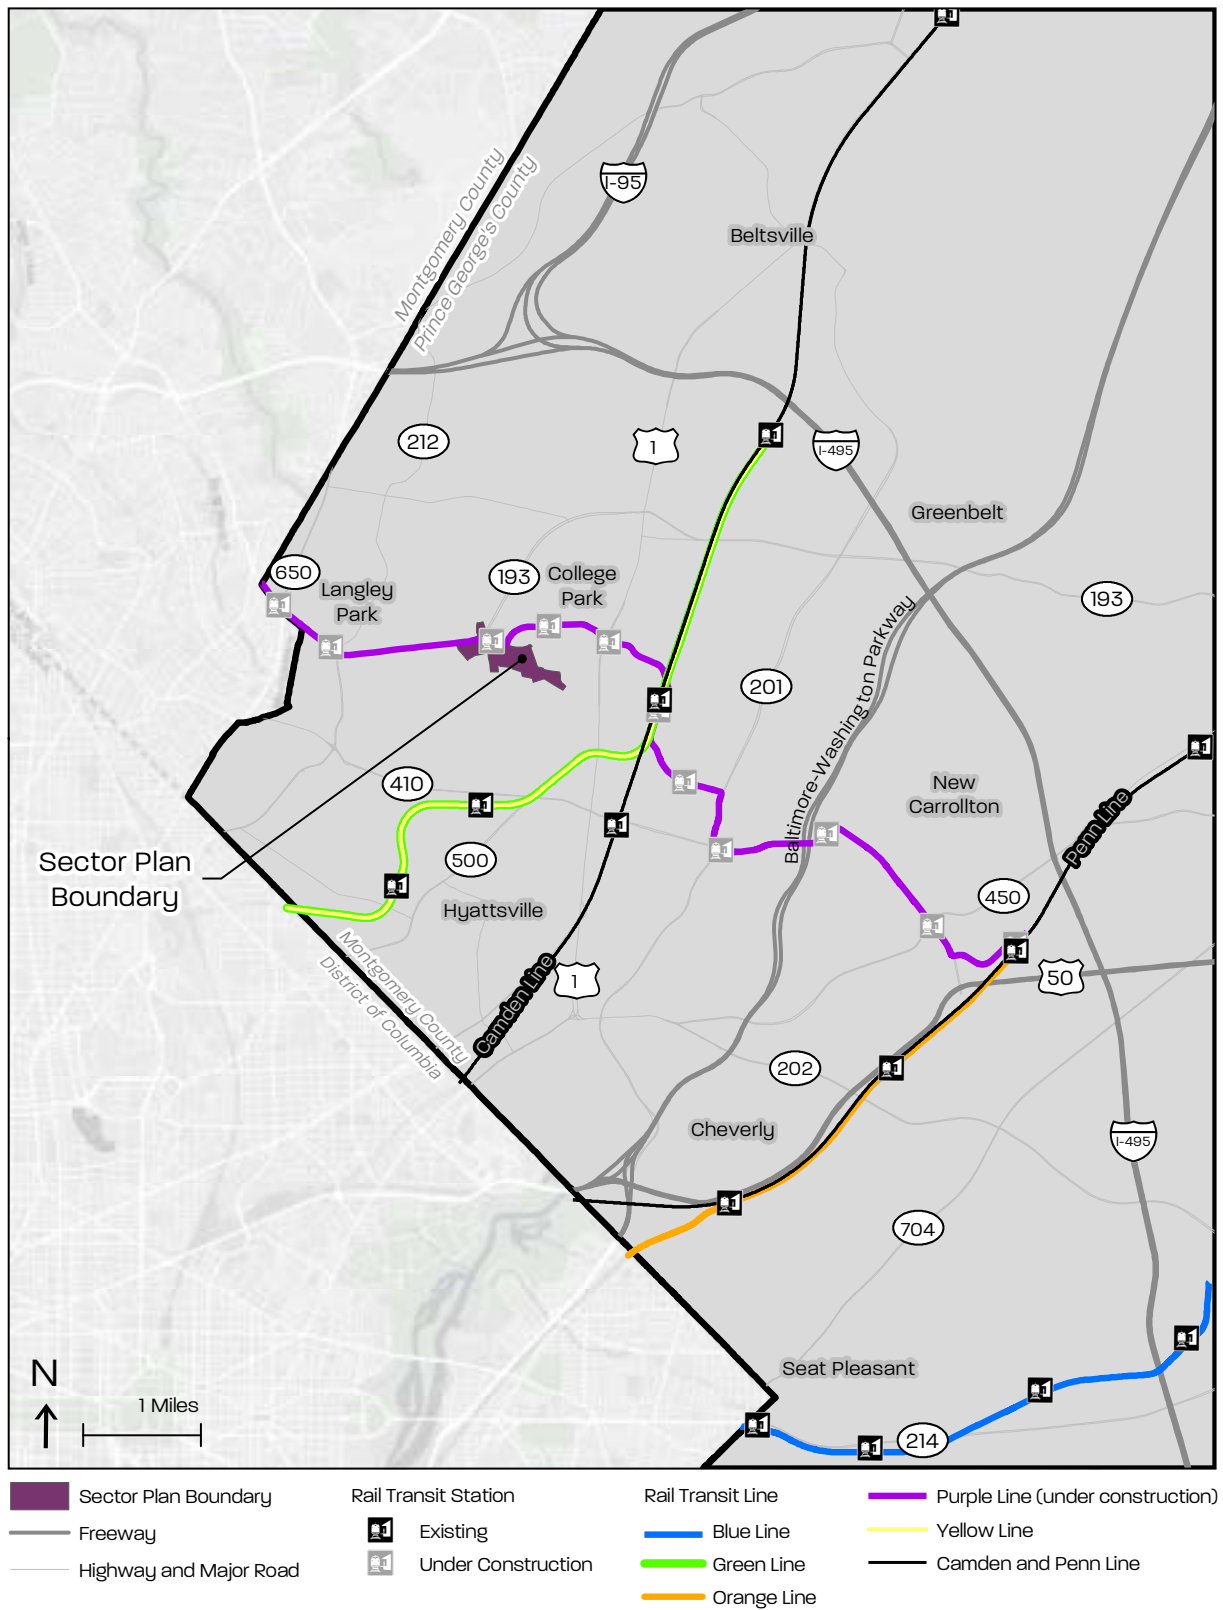 I-95
Montgomery County
Prince George's County
Beltsville
212
1
I-495
Greenbelt
650
Langley
Park
193
College
Park
193
201
Baltimore-Washington Parkway
410
New
Carrollton
Penn Line
Sector Plan
Boundary
500
Hyattsville
450
Montgomery County
District of Columbia
Camden Line
1
50
202
Cheverly
I-495
704
Seat Pleasant
N
1 Miles
214
Sector Plan Boundary
Freeway
Highway and Major Road
Rail Transit Station
Existing
Under Construction
Rail Transit Line
Blue Line
Green Line
Orange Line
Purple Line (under construction)
Yellow Line
Camden and Penn Line